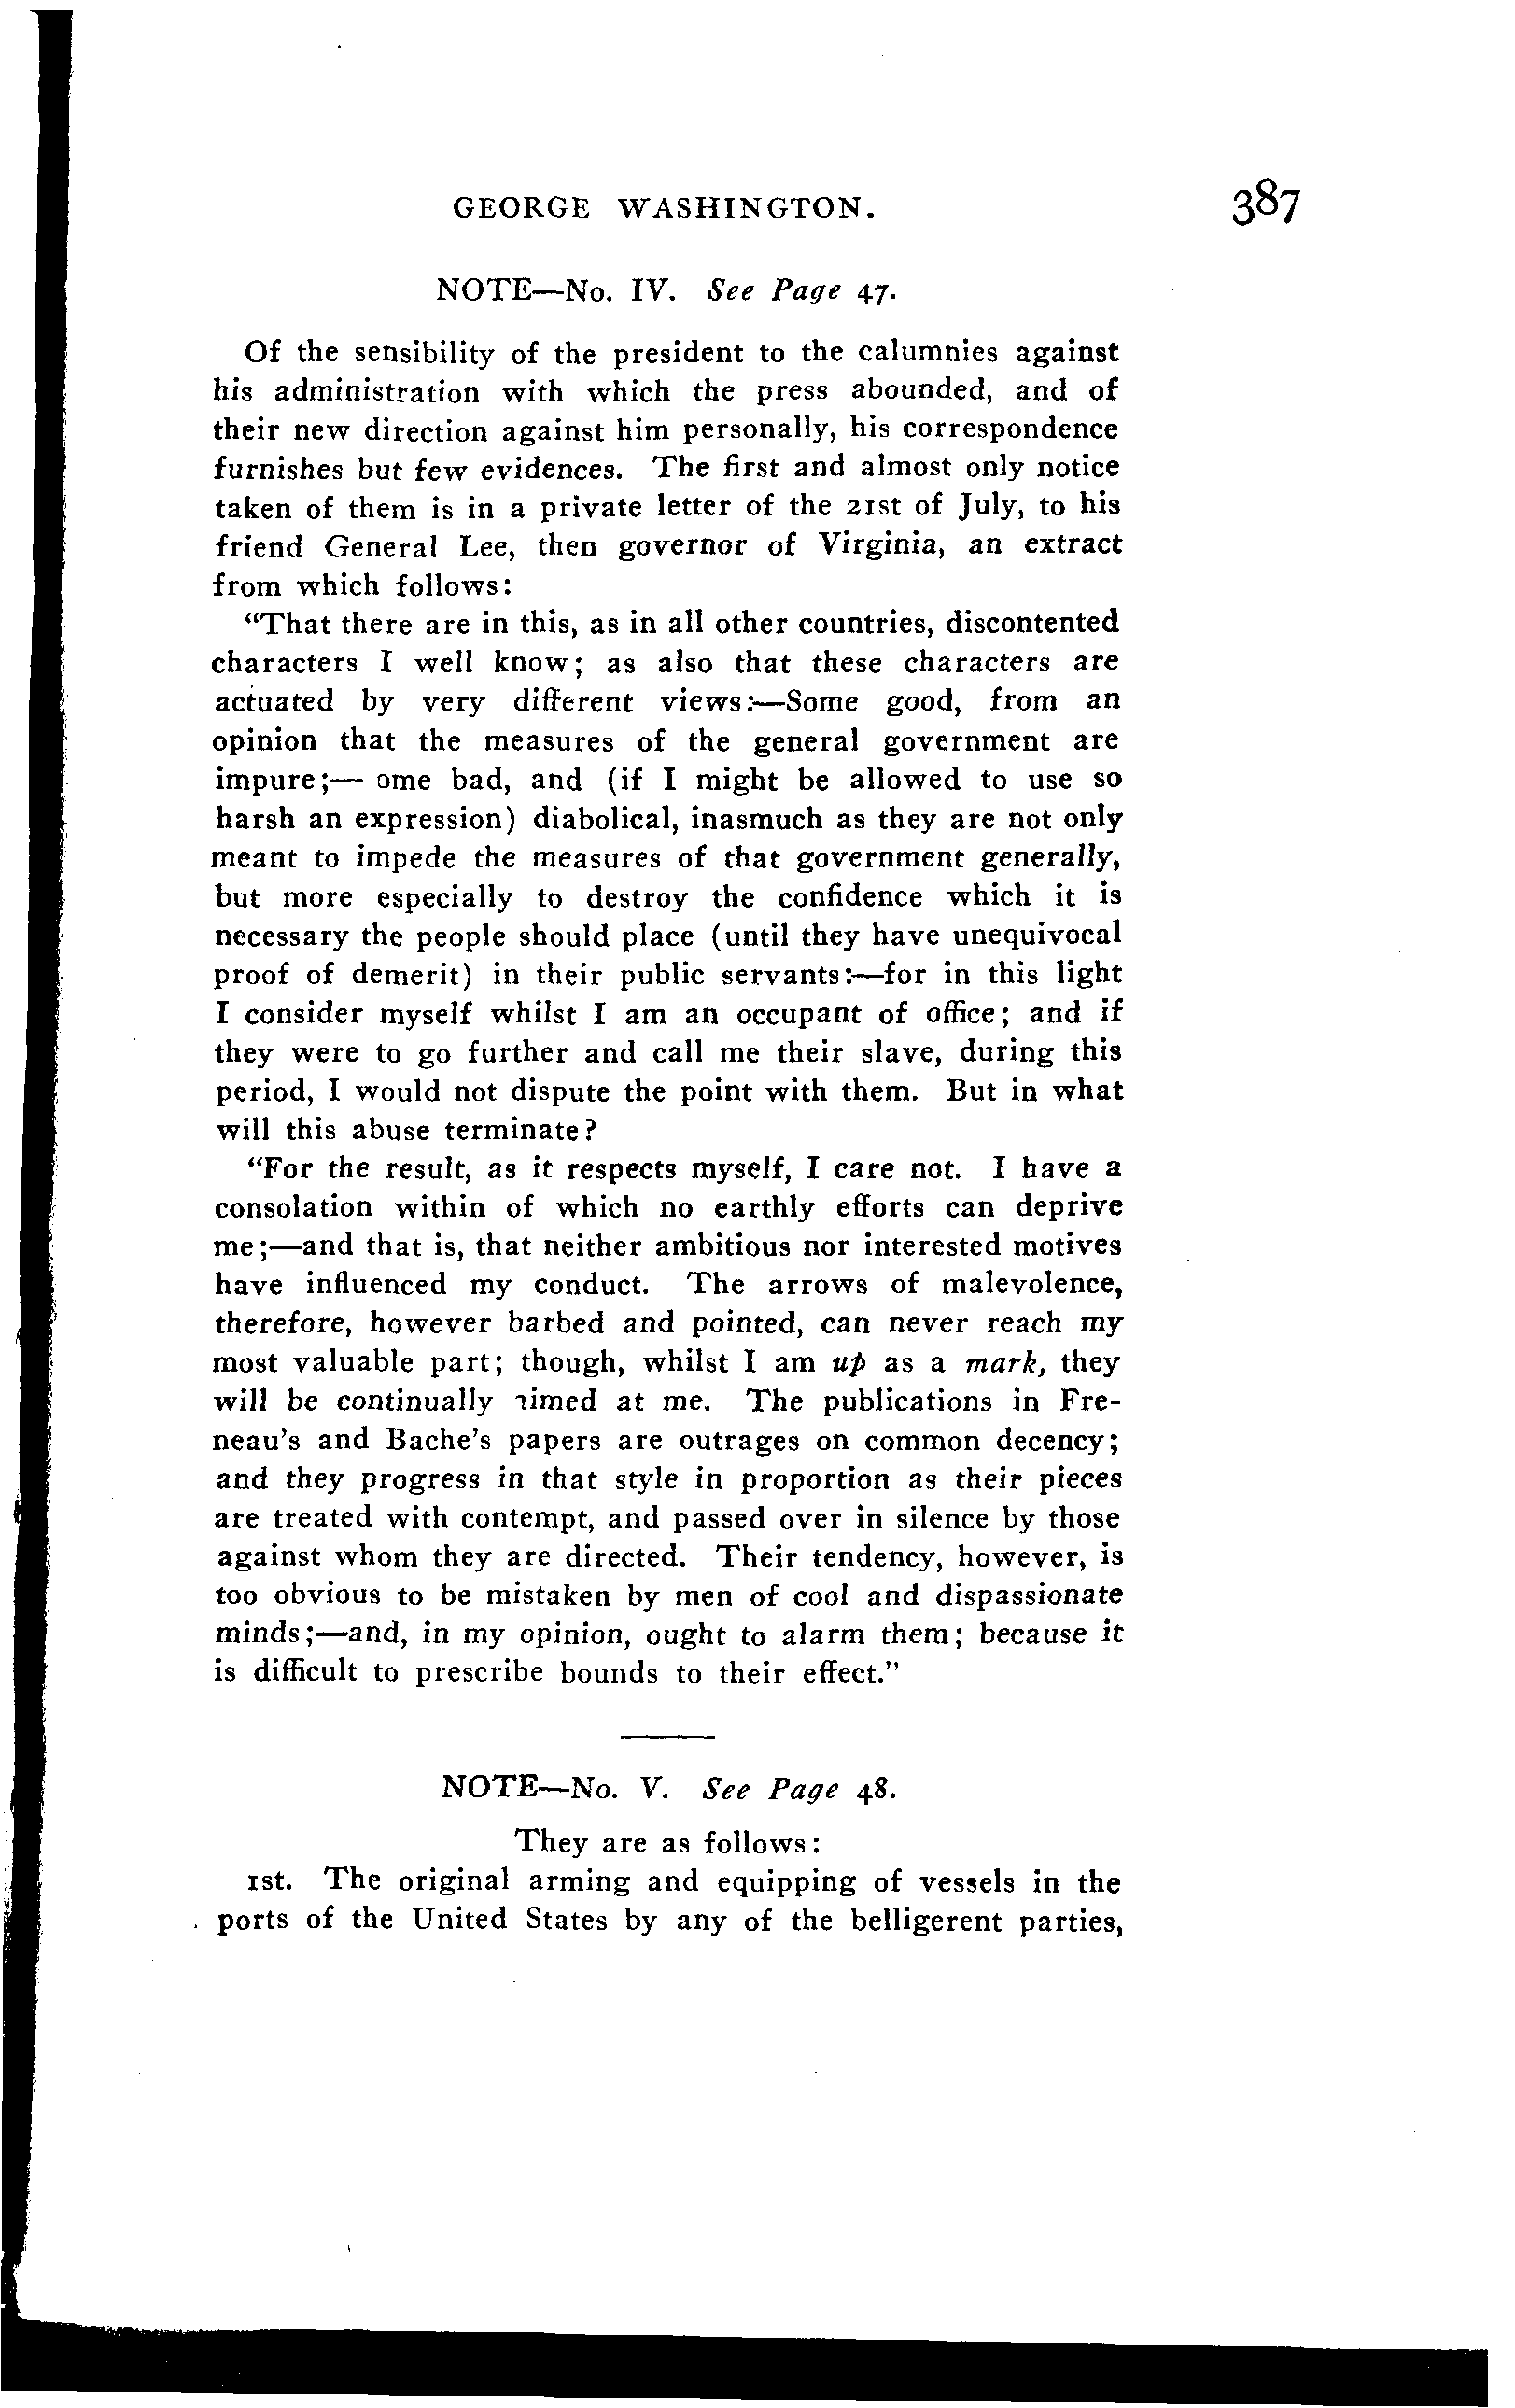 GEORGE WASHINGTON.
387
NOTE—No. IV. See Page 47.
Of the sensibility of the president to the calumnies against
his administration with which the press abounded, and of
their new direction against him personally, his correspondence
furnishes but few evidences. The first and almost only notice
taken of them is in a private letter of the 21st of July, to his
friend General Lee, then governor of Virginia, an extract
from which follows:
"That there are in this, as in all other countries, discontented
characters I well know; as also that these characters are
actuated by very different views:—Some good, from an
opinion that the measures of the general government are
impure;— ome bad, and (if I might be allowed to use so
harsh an expression) diabolical, inasmuch as they are not only
meant to impede the measures of that government generally,
but more especially to destroy the confidence which it is
necessary the people should place (until they have unequivocal
proof of demerit) in their public servants:—for in this light
I consider myself whilst I am an occupant of office; and if
they were to go further and call me their slave, during this
period, I would not dispute the point with them. But in what
will this abuse terminate?
"For the result, as it respects myself, I care not. I have a
consolation within of which no earthly efforts can deprive
me;—and that is, that neither ambitious nor interested motives
have influenced my conduct. The arrows of malevolence,
therefore, however barbed and pointed, can never reach my
most valuable part; though, whilst I am up as a mark, they
will be continually aimed at me. The publications in Fre-
neau's and Bache's papers are outrages on common decency;
and they progress in that style in proportion as their pieces
are treated with contempt, and passed over in silence by those
against whom they are directed. Their tendency, however, is
too obvious to be mistaken by men of cool and dispassionate
minds;—and, in my opinion, ought to alarm them; because it
is difficult to prescribe bounds to their effect."
NOTE—No. V. See Page 48.
They are as follows:
1st. The original arming and equipping of vessels in the
ports of the United States by any of the belligerent parties,